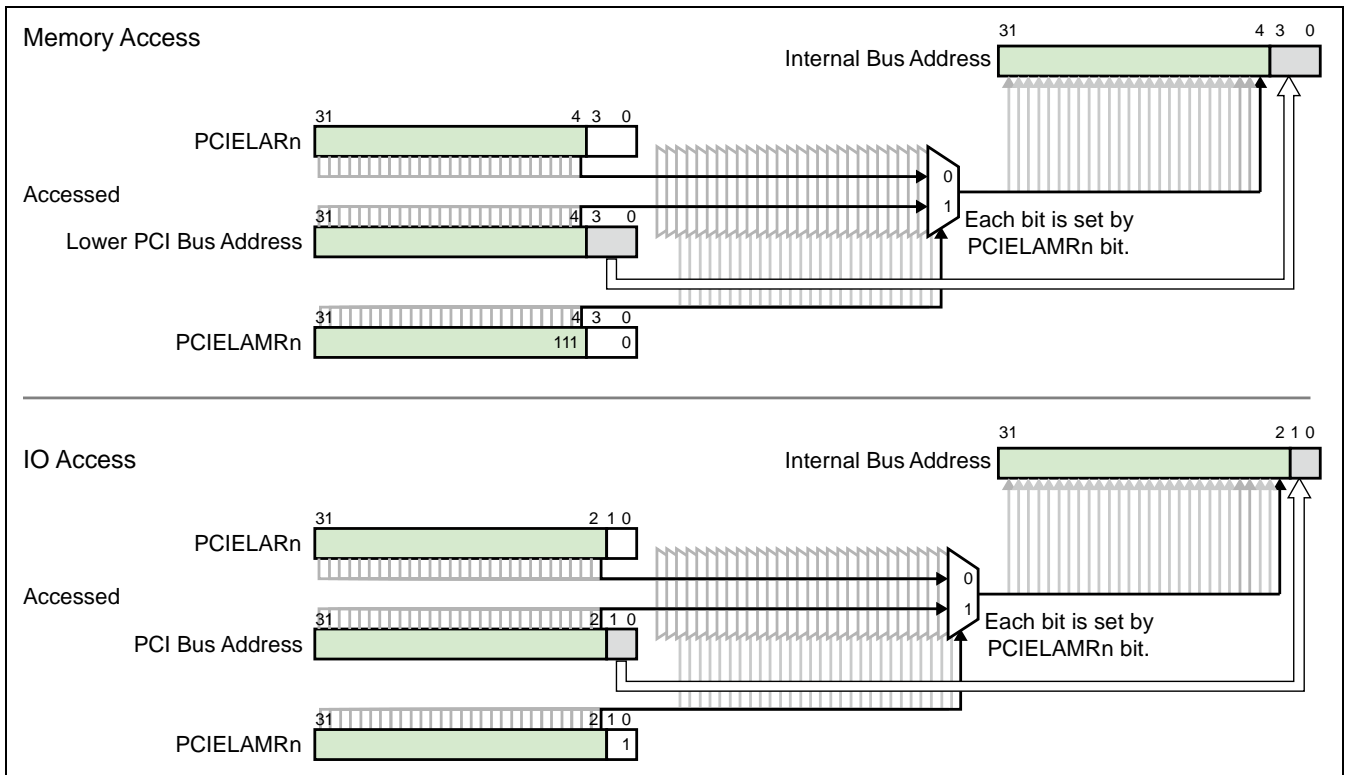 Memory Access
31 4 3 0
Internal Bus Address
31 4 3 0
PCIELARn
0
Accessed
31 4 3 0
1
Lower PCI Bus Address
Each bit is set by
PCIELAMRn bit.
31 4 3 0
PCIELAMRn 111 0
IO Access
31 2 1 0
Internal Bus Address
31 2 1 0
PCIELARn
0
Accessed
31 2 1 0
1
PCI Bus Address
Each bit is set by
PCIELAMRn bit.
31 2 1 0
PCIELAMRn 1